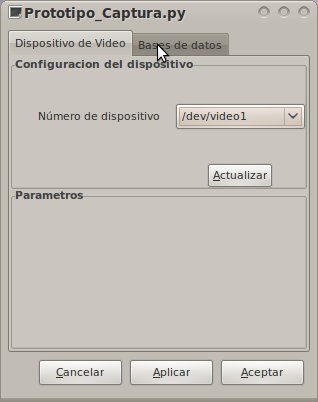 Prototipo_Captura.py
Dispositivo de Video Bases de datos
Configuracion del dispositivo
Número de dispositivo /dev/video1
Actualizar
Parametros
Cancelar Aplicar Aceptar